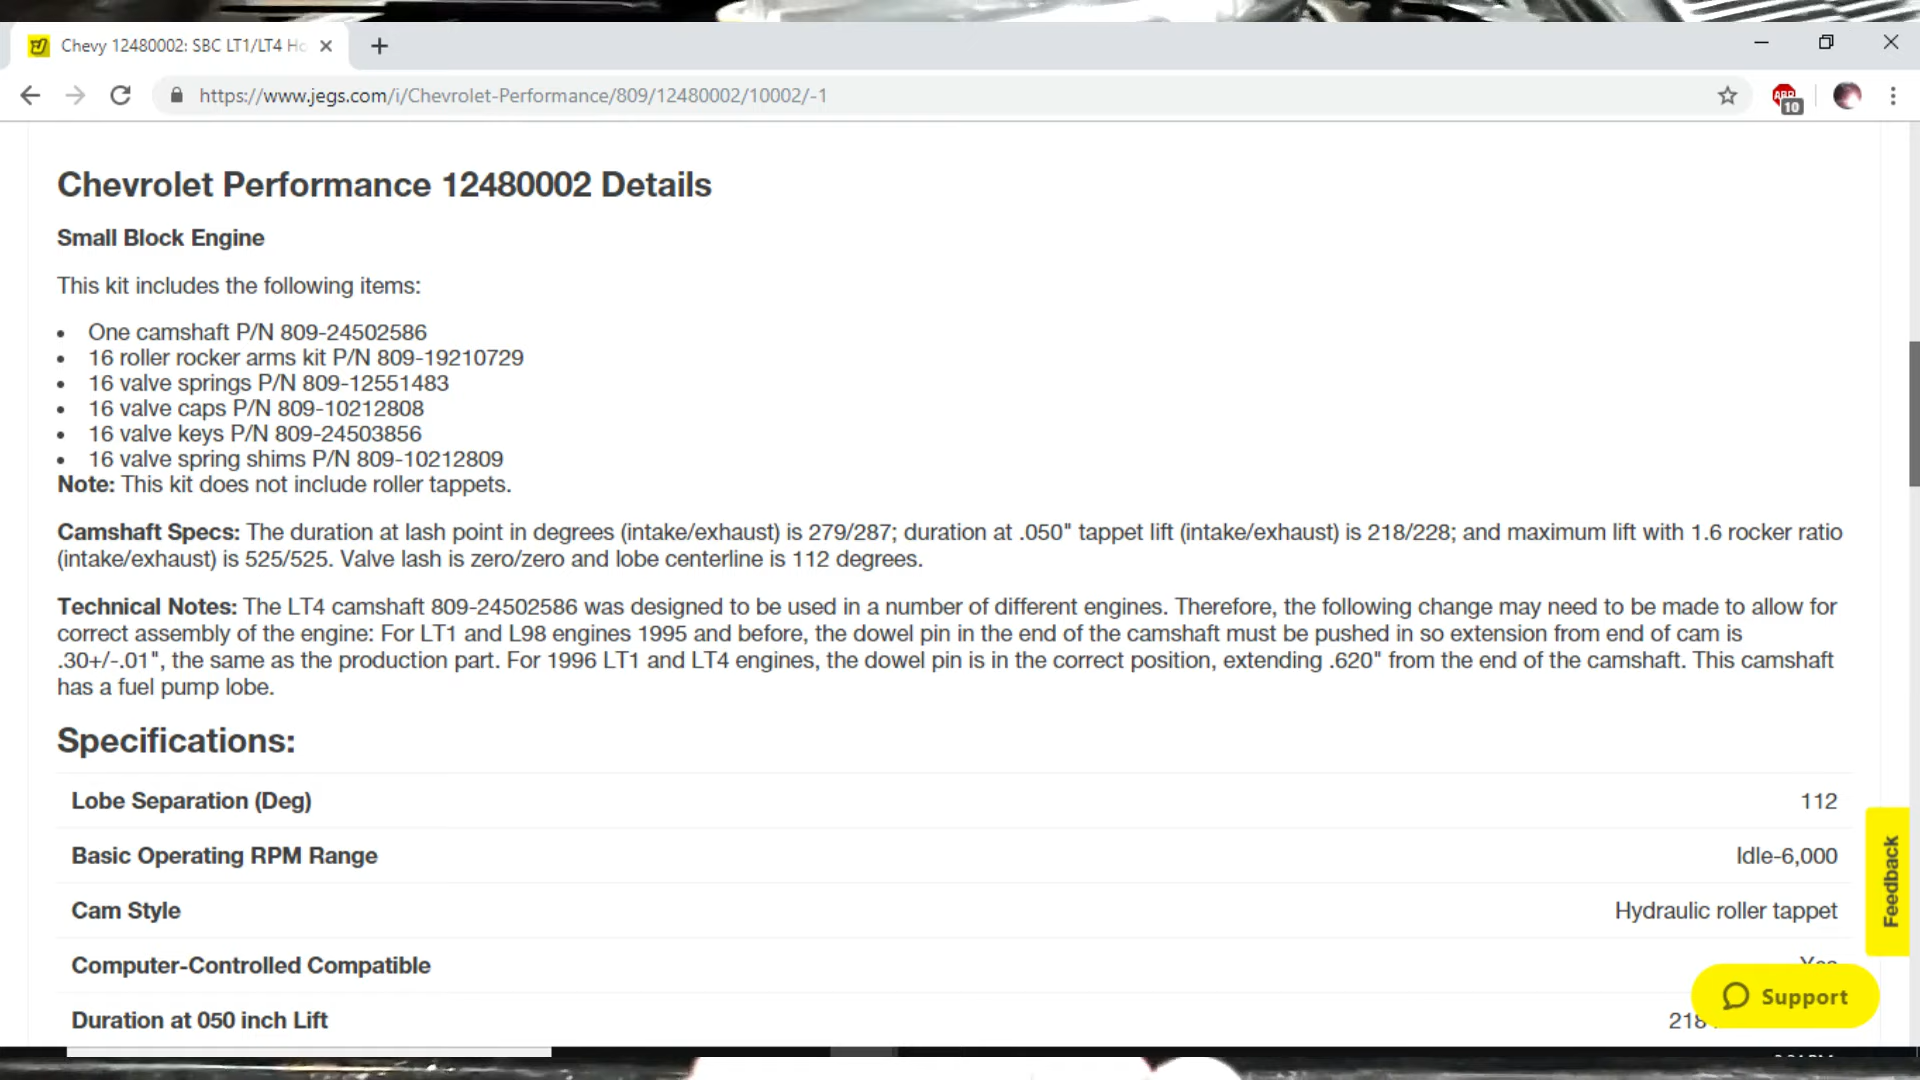 Chevy 12480002: SBC LT1/LT4 Ho
https://www.jegs.com/i/Chevrolet-Performance/809/12480002/10002/-1
ABP
10
Chevrolet Performance 12480002 Details
Small Block Engine
This kit includes the following items:
• One camshaft P/N 809-24502586
• 16 roller rocker arms kit P/N 809-19210729
• 16 valve springs P/N 809-12551483
• 16 valve caps P/N 809-10212808
• 16 valve keys P/N 809-24503856
• 16 valve spring shims P/N 809-10212809
Note: This kit does not include roller tappets.
Camshaft Specs: The duration at lash point in degrees (intake/exhaust) is 279/287; duration at .050" tappet lift (intake/exhaust) is 218/228; and maximum lift with 1.6 rocker ratio
(intake/exhaust) is 525/525. Valve lash is zero/zero and lobe centerline is 112 degrees.
Technical Notes: The LT4 camshaft 809-24502586 was designed to be used in a number of different engines. Therefore, the following change may need to be made to allow for
correct assembly of the engine: For LT1 and L98 engines 1995 and before, the dowel pin in the end of the camshaft must be pushed in so extension from end of cam is
.30+/-.01", the same as the production part. For 1996 LT1 and LT4 engines, the dowel pin is in the correct position, extending .620" from the end of the camshaft. This camshaft
has a fuel pump lobe.
Specifications:
Lobe Separation (Deg) 112
Basic Operating RPM Range Idle-6,000
Cam Style Hydraulic roller tappet
Computer-Controlled Compatible Yes
Duration at 050 inch Lift 218
Feedback
Support